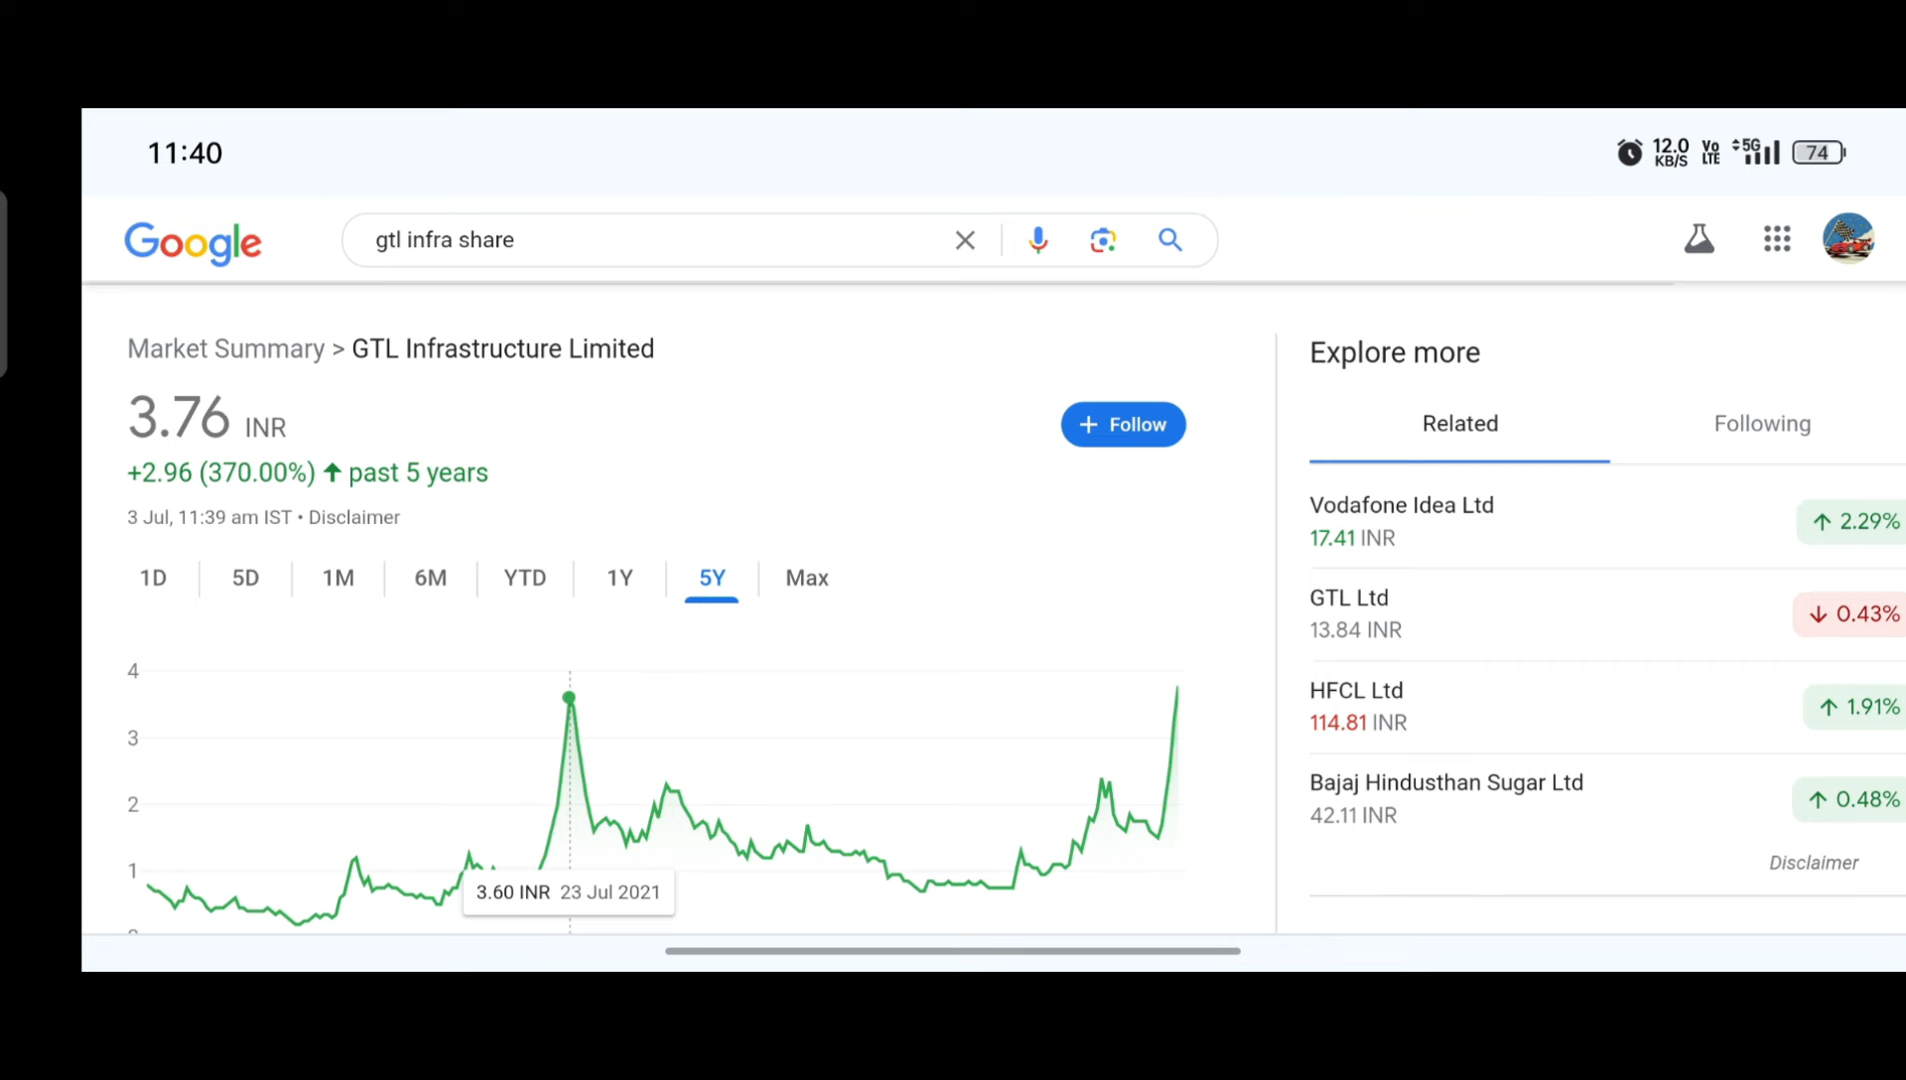 11:40
12.0 KB/S Vo LTE 5G 74
Google
gtl infra share
Market Summary > GTL Infrastructure Limited
3.76 INR
+ Follow
+2.96 (370.00%) ↑ past 5 years
3 Jul, 11:39 am IST • Disclaimer
1D 5D 1M 6M YTD 1Y 5Y Max
4
3
2
1
3.60 INR 23 Jul 2021
Explore more
Related Following
Vodafone Idea Ltd
17.41 INR
↑ 2.29%
GTL Ltd
13.84 INR
↓ 0.43%
HFCL Ltd
114.81 INR
↑ 1.91%
Bajaj Hindusthan Sugar Ltd
42.11 INR
↑ 0.48%
Disclaimer